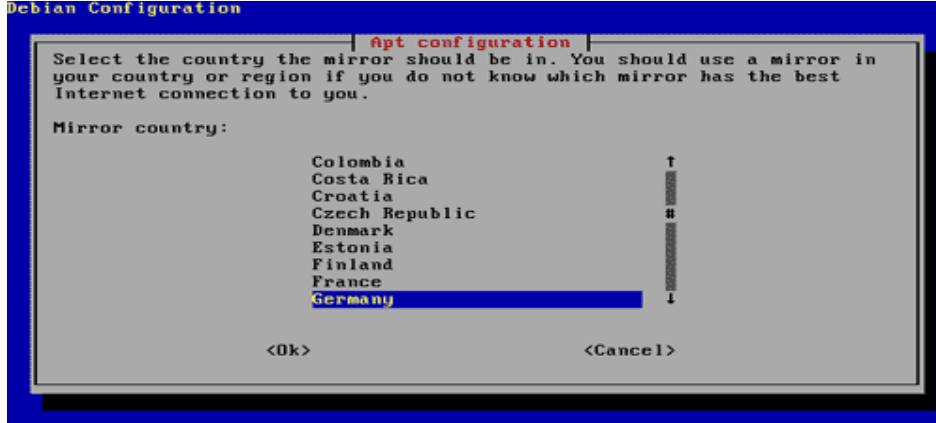 Debian Configuration
Apt configuration
Select the country the mirror should be in. You should use a mirror in
your country or region if you do not know which mirror has the best
Internet connection to you.
Mirror country:
Colombia ↑
Costa Rica
Croatia
Czech Republic #
Denmark
Estonia
Finland
France
Germany ↓
<Ok> <Cancel>